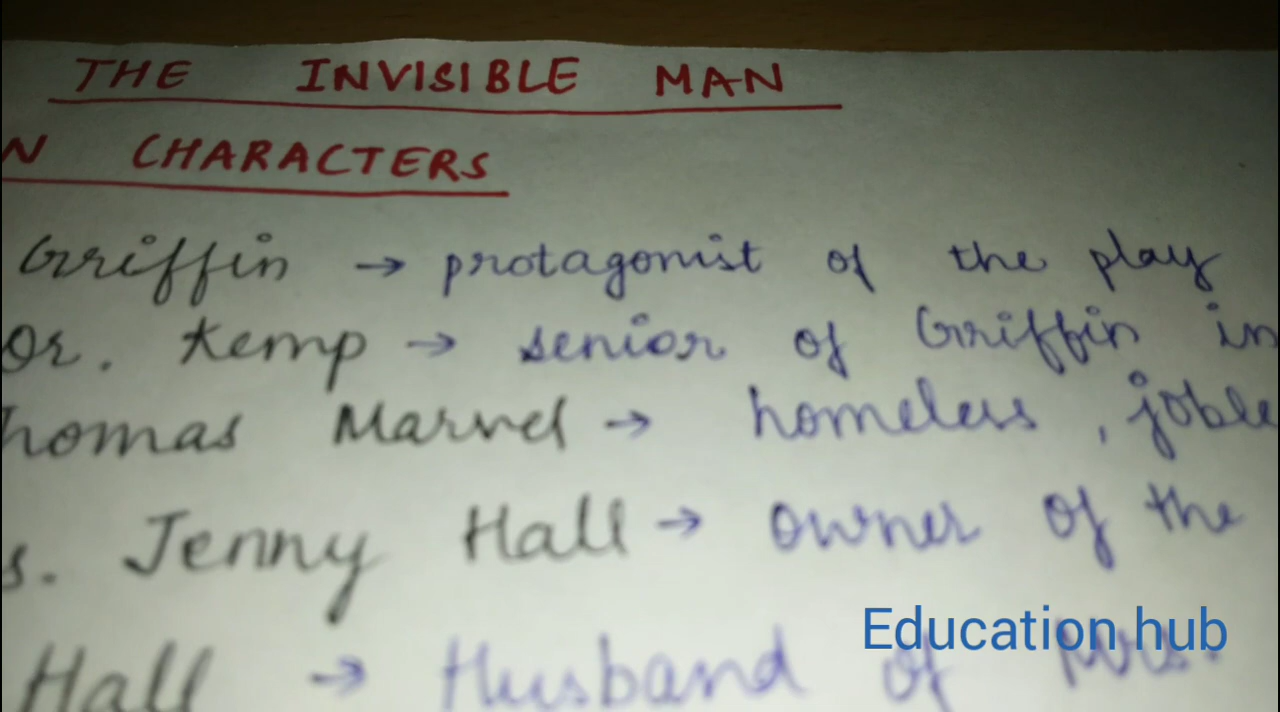 THE INVISIBLE MAN
N CHARACTERS
Griffin → protagonist of the play
Dr. Kemp → senior of Griffin in
homas Marvel → homeless, joble
s. Jenny Hall → owner of the
Hall → Husband of Mrs.
Education hub